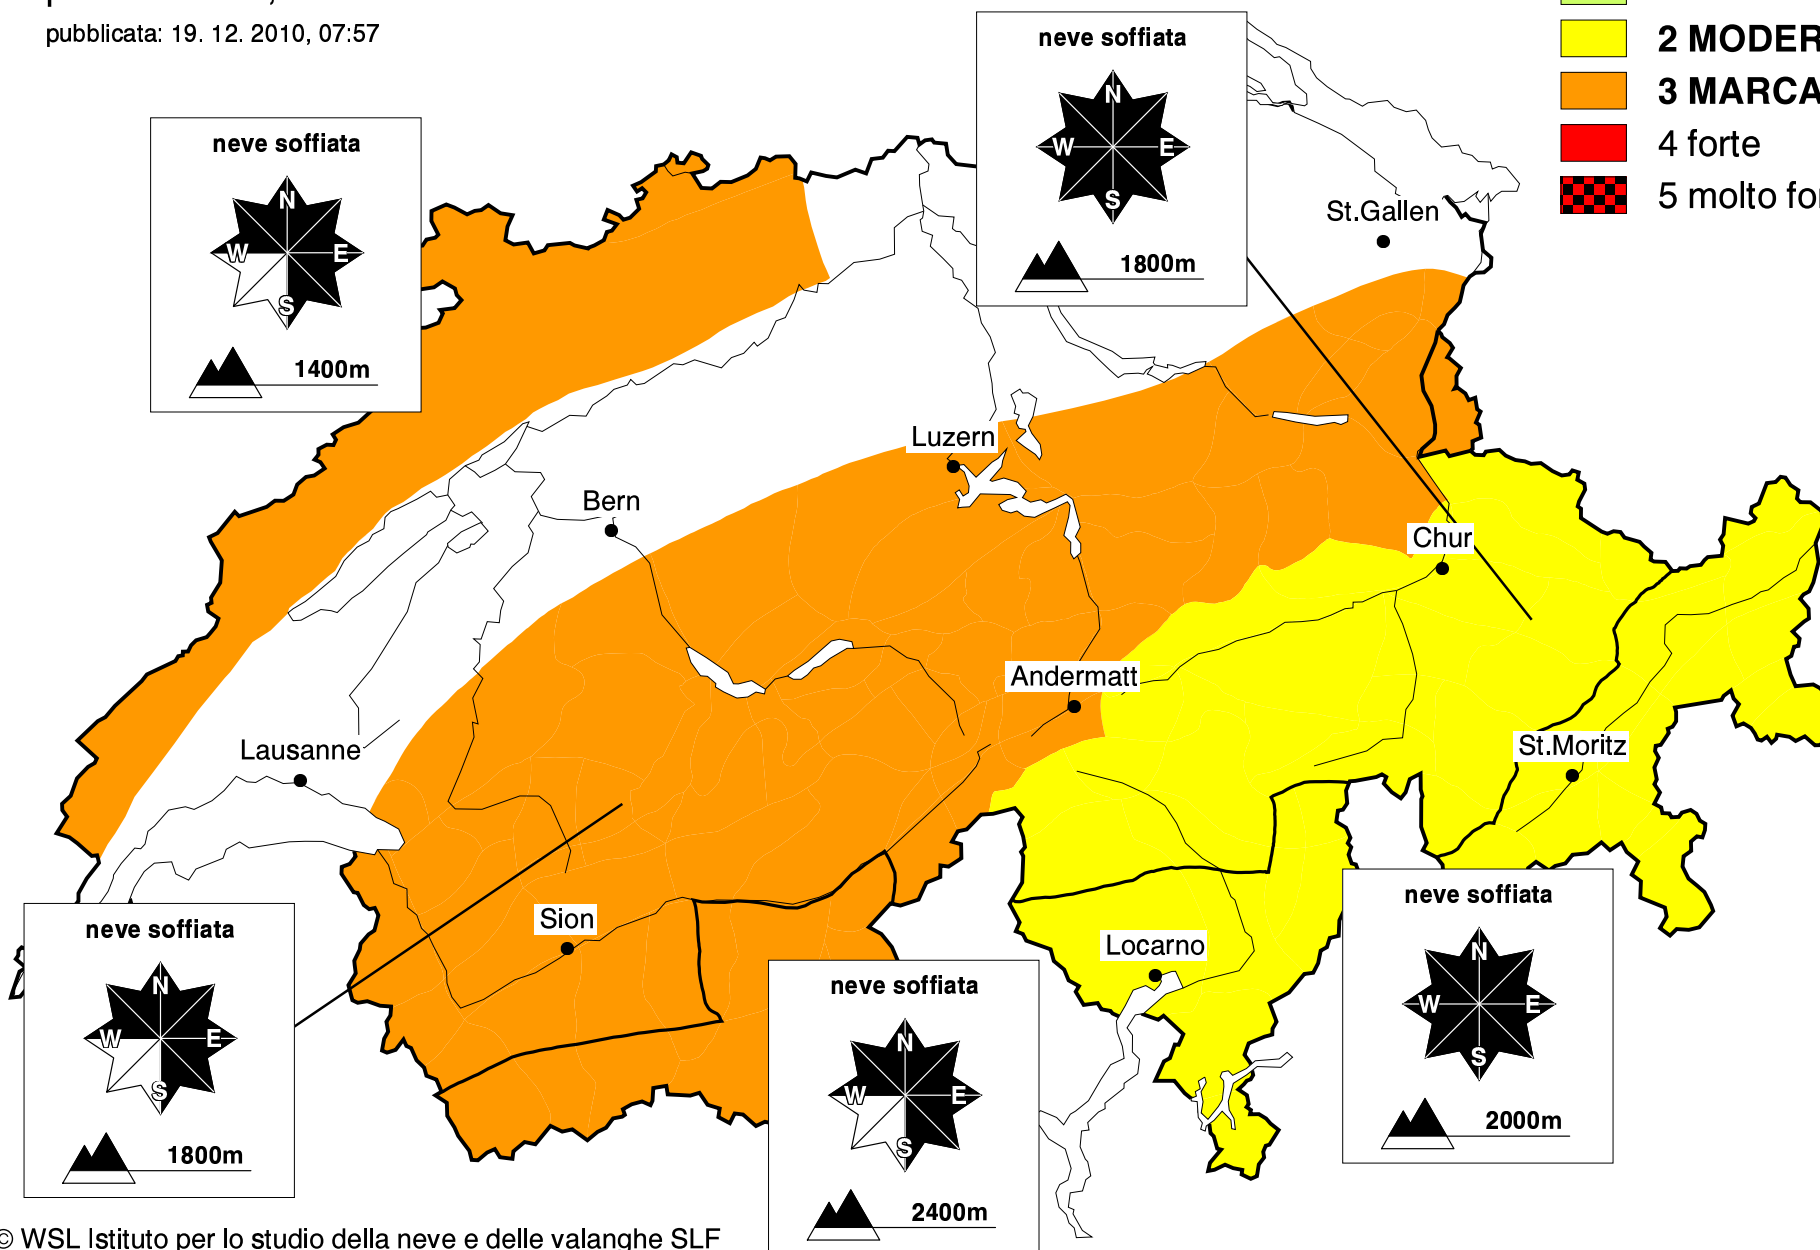 pubblicata: 19. 12. 2010, 07:57
2 MODER
3 MARCA
4 forte
5 molto for
neve soffiata
N
W E
S
1400m
neve soffiata
N
W E
S
1800m
St.Gallen
Luzern
Bern
Chur
Andermatt
Lausanne
St.Moritz
Sion
Locarno
neve soffiata
N
W E
S
1800m
neve soffiata
N
W E
S
2400m
neve soffiata
N
W E
S
2000m
© WSL Istituto per lo studio della neve e delle valanghe SLF